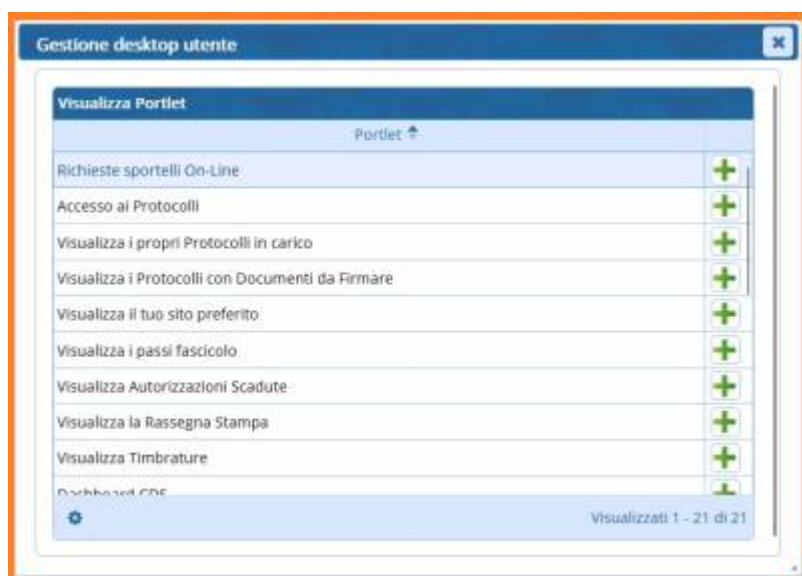 Gestione desktop utente
Visualizza Portlet
Portlet
Richieste sportelli On-Line
Accesso ai Protocolli
Visualizza i propri Protocolli in carico
Visualizza i Protocolli con Documenti da Firmare
Visualizza il tuo sito preferito
Visualizza i passi fascicolo
Visualizza Autorizzazioni Scadute
Visualizza la Rassegna Stampa
Visualizza Timbrature
Dashboard CDS
Visualizzati 1 - 21 di 21